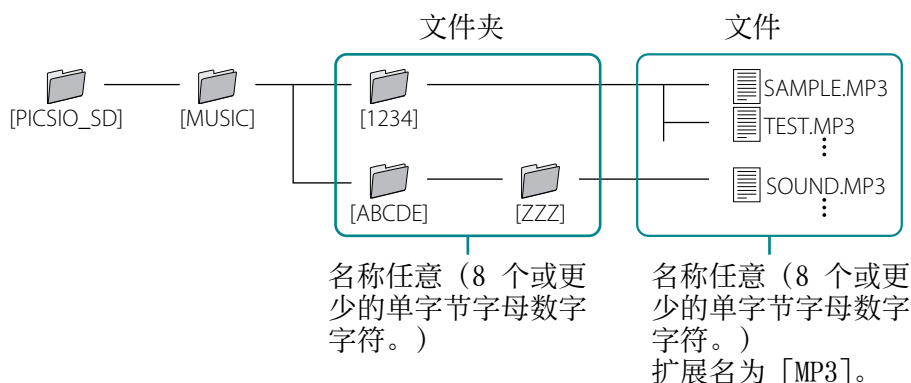 文件夹
文件
[PICSIO_SD]
[MUSIC]
[1234]
SAMPLE.MP3
TEST.MP3
[ABCDE]
[ZZZ]
SOUND.MP3
名称任意（8 个或更
少的单字节字母数字
字符。）
名称任意（8 个或更
少的单字节字母数字
字符。）
扩展名为「MP3」。